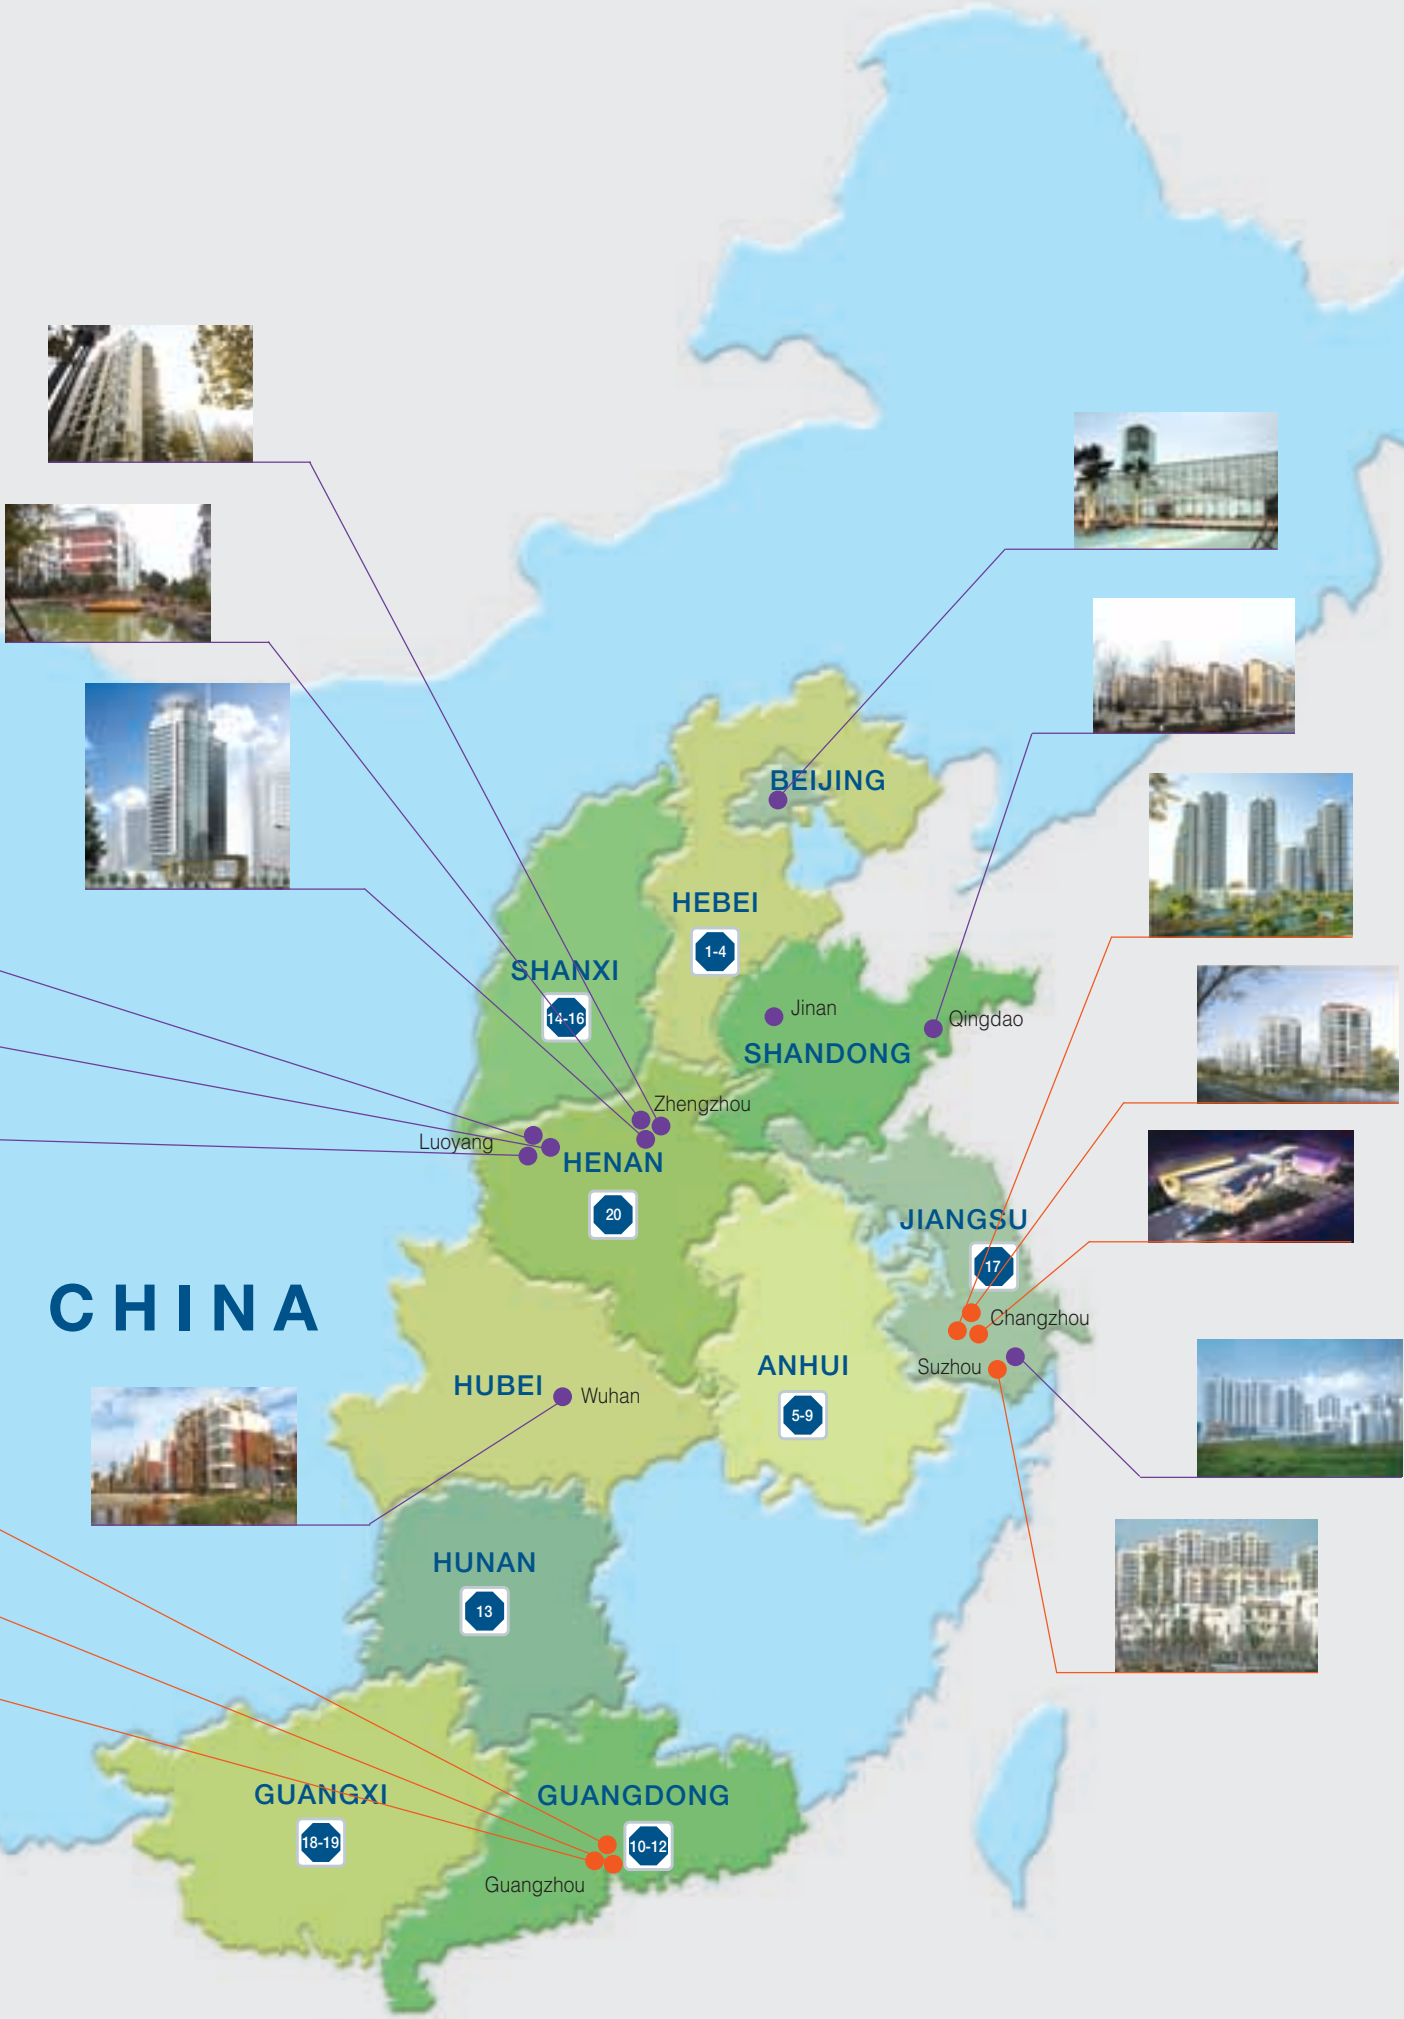 BEIJING
HEBEI
1-4
SHANXI
14-16
Jinan
Qingdao
SHANDONG
Zhengzhou
Luoyang
HENAN
20
JIANGSU
17
CHINA
Changzhou
ANHUI
Suzhou
HUBEI
Wuhan
5-9
HUNAN
13
GUANGXI
GUANGDONG
18-19
10-12
Guangzhou